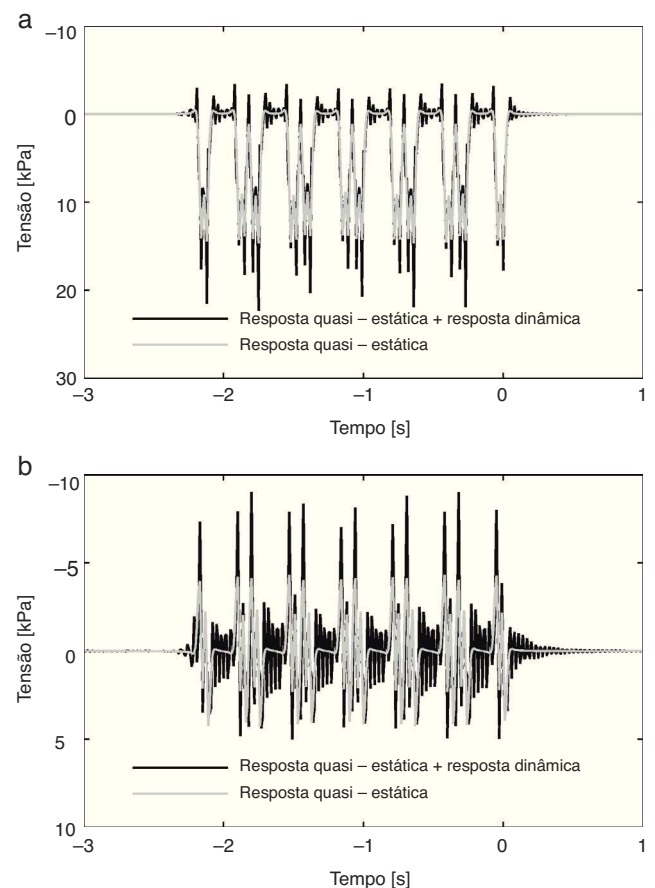 a
–10
0
10
20
30
Tensão [kPa]
Resposta quasi – estática + resposta dinâmica
Resposta quasi – estática
–3
–2
–1
0
1
Tempo [s]
b
–10
–5
0
5
10
Tensão [kPa]
Resposta quasi – estática + resposta dinâmica
Resposta quasi – estática
–3
–2
–1
0
1
Tempo [s]